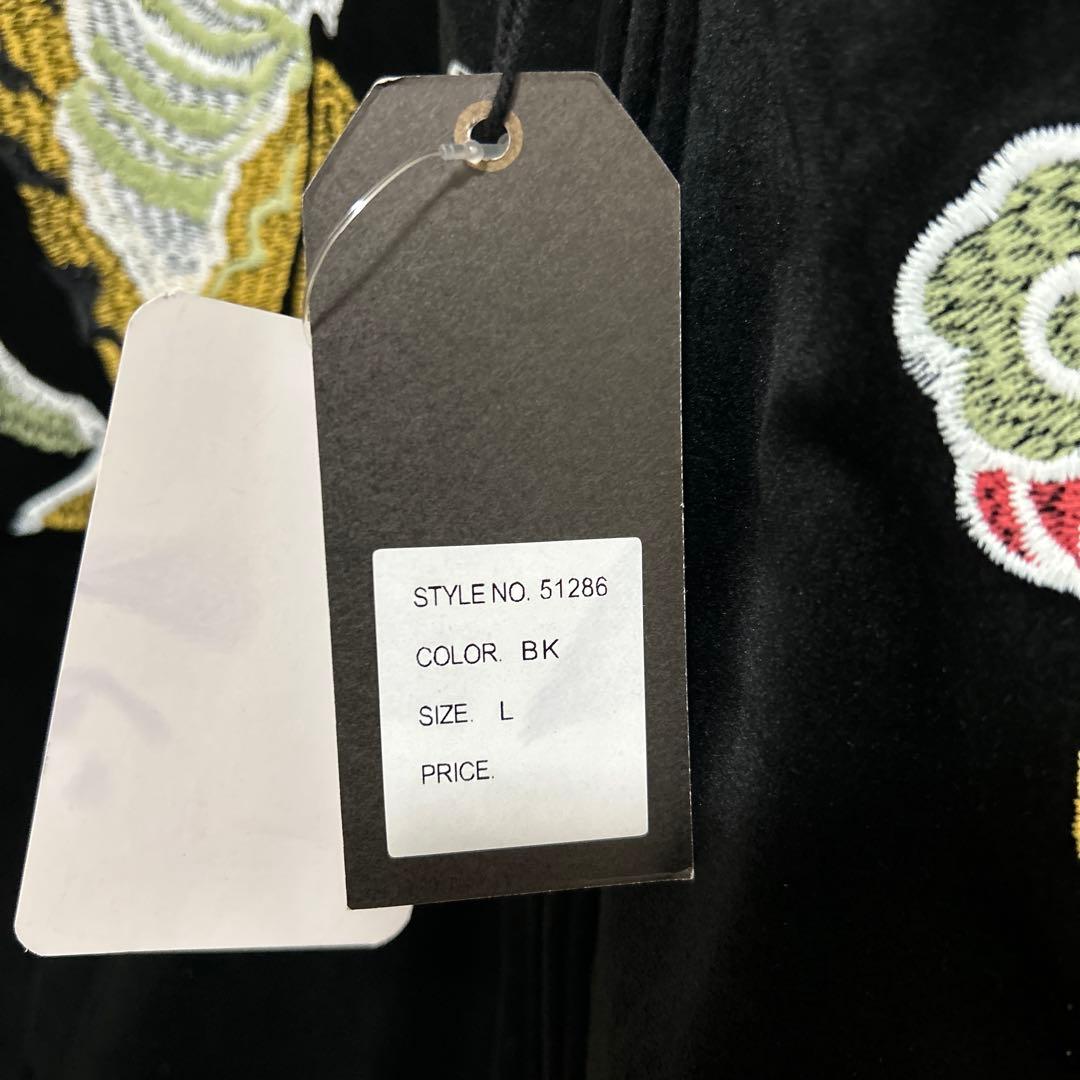 STYLE NO. 51286
COLOR. BK
SIZE. L
PRICE.